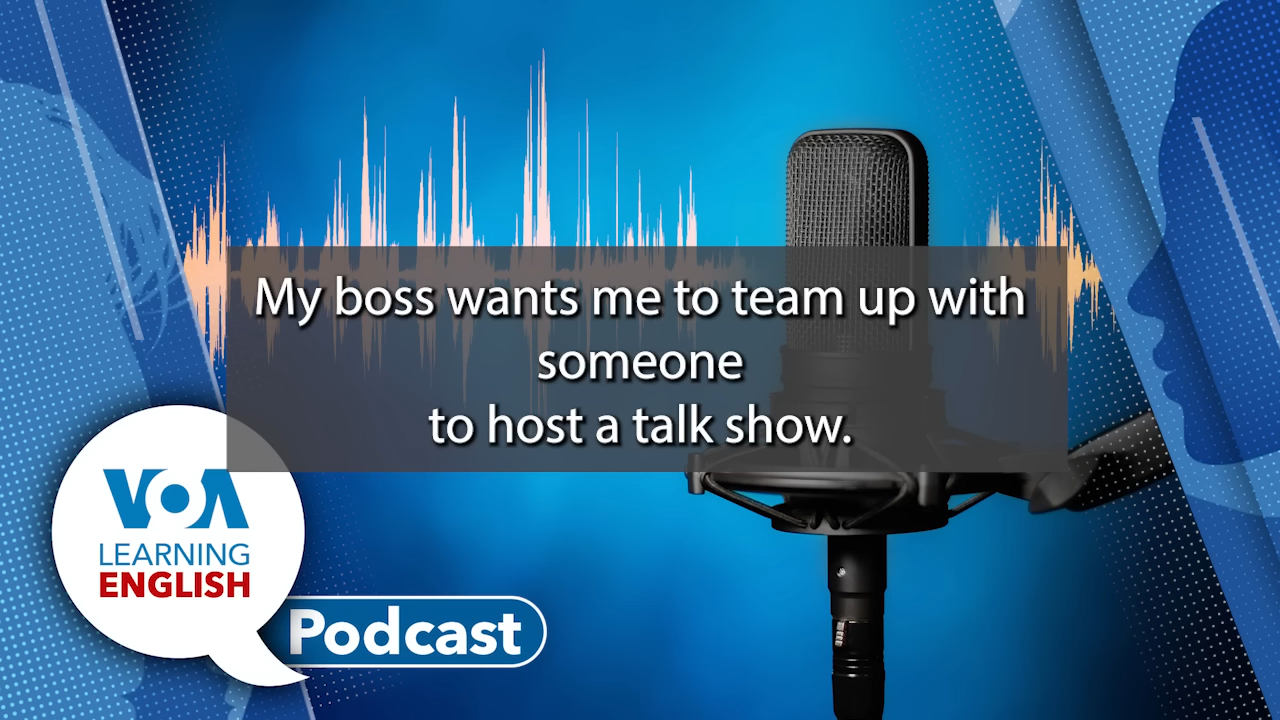 My boss wants me to team up with
someone
to host a talk show.
VOA
LEARNING
ENGLISH
Podcast